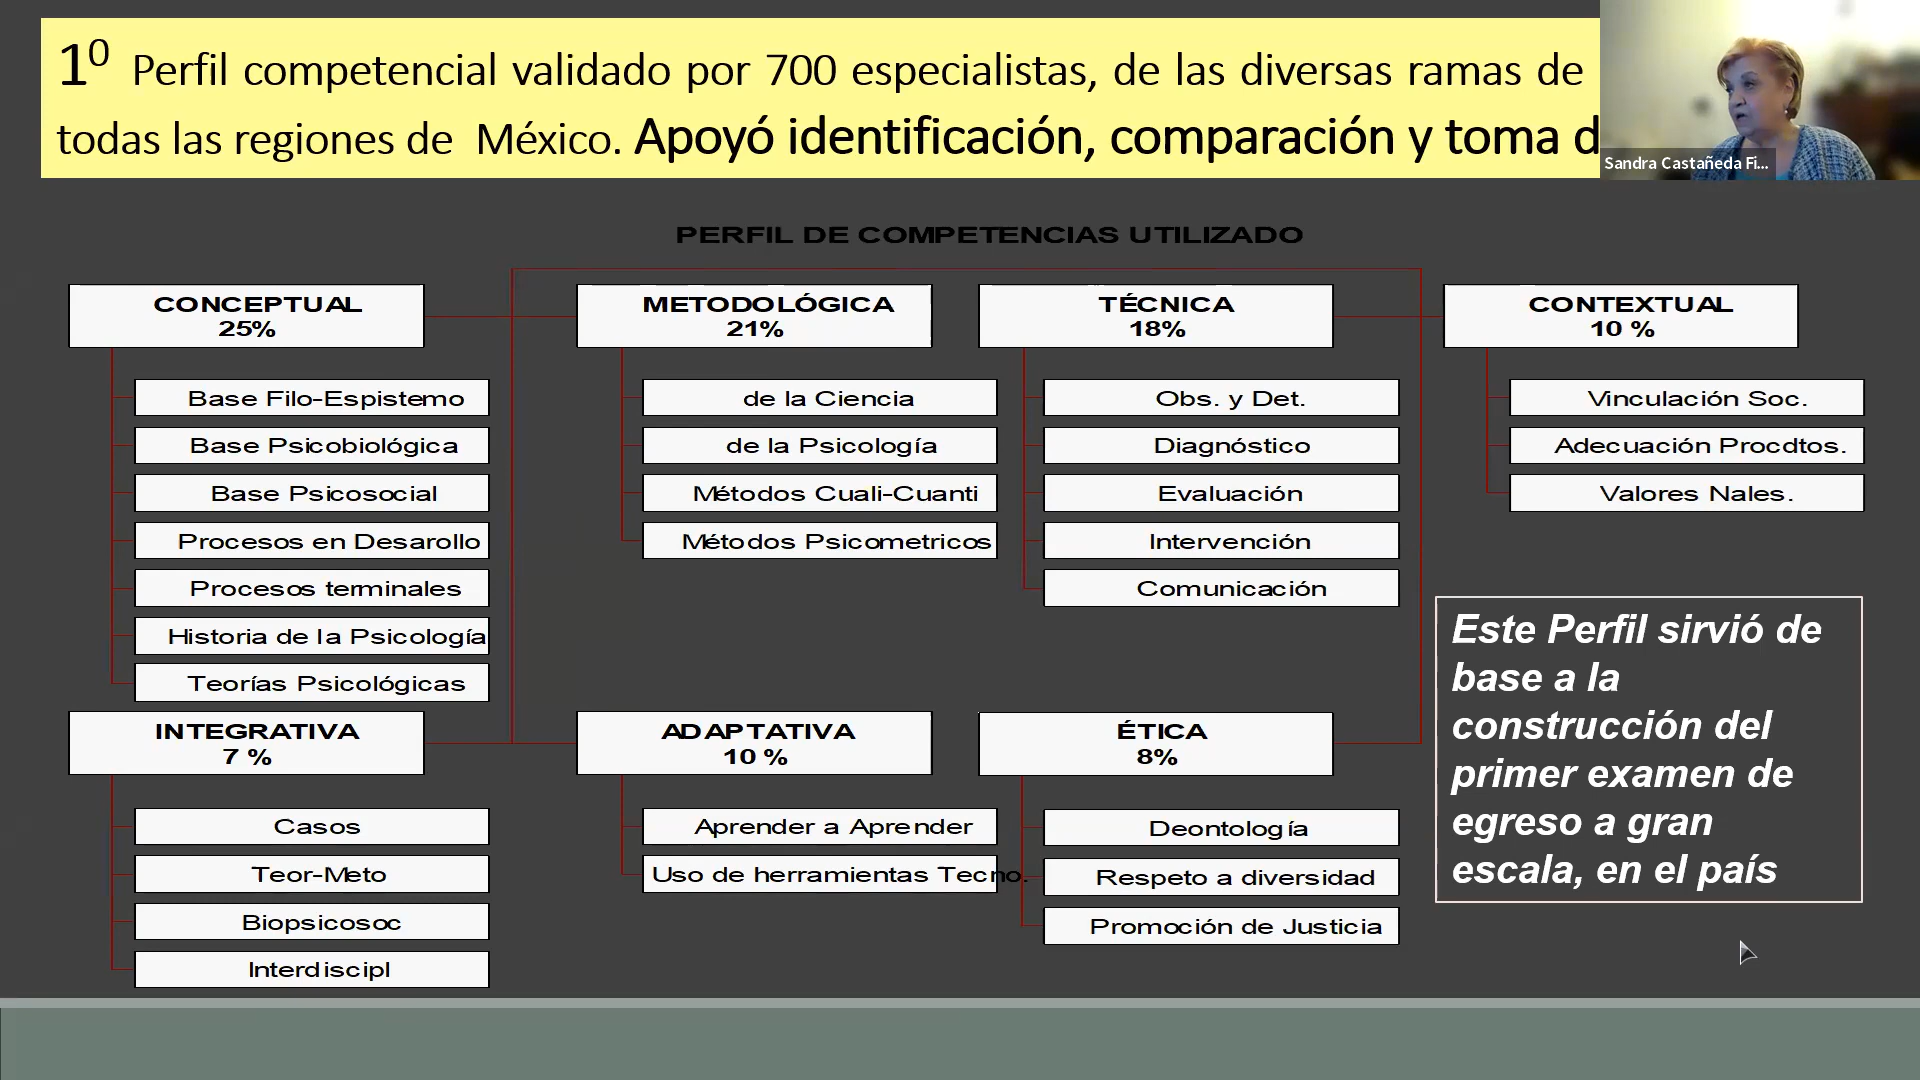 1⁰ Perfil competencial validado por 700 especialistas, de las diversas ramas de
todas las regiones de México. Apoyó identificación, comparación y toma d
Sandra Castañeda Fi...
PERFIL DE COMPETENCIAS UTILIZADO
CONCEPTUAL
25%
Base Filo-Espistemo
Base Psicobiológica
Base Psicosocial
Procesos en Desarollo
Procesos terminales
Historia de la Psicología
Teorías Psicológicas
METODOLÓGICA
21%
de la Ciencia
de la Psicología
Métodos Cuali-Cuanti
Métodos Psicometricos
TÉCNICA
18%
Obs. y Det.
Diagnóstico
Evaluación
Intervención
Comunicación
CONTEXTUAL
10 %
Vinculación Soc.
Adecuación Procdtos.
Valores Nales.
INTEGRATIVA
7 %
Casos
Teor-Meto
Biopsicosoc
Interdiscipl
ADAPTATIVA
10 %
Aprender a Aprender
Uso de herramientas Tecno.
ÉTICA
8%
Deontología
Respeto a diversidad
Promoción de Justicia
Este Perfil sirvió de
base a la
construcción del
primer examen de
egreso a gran
escala, en el país